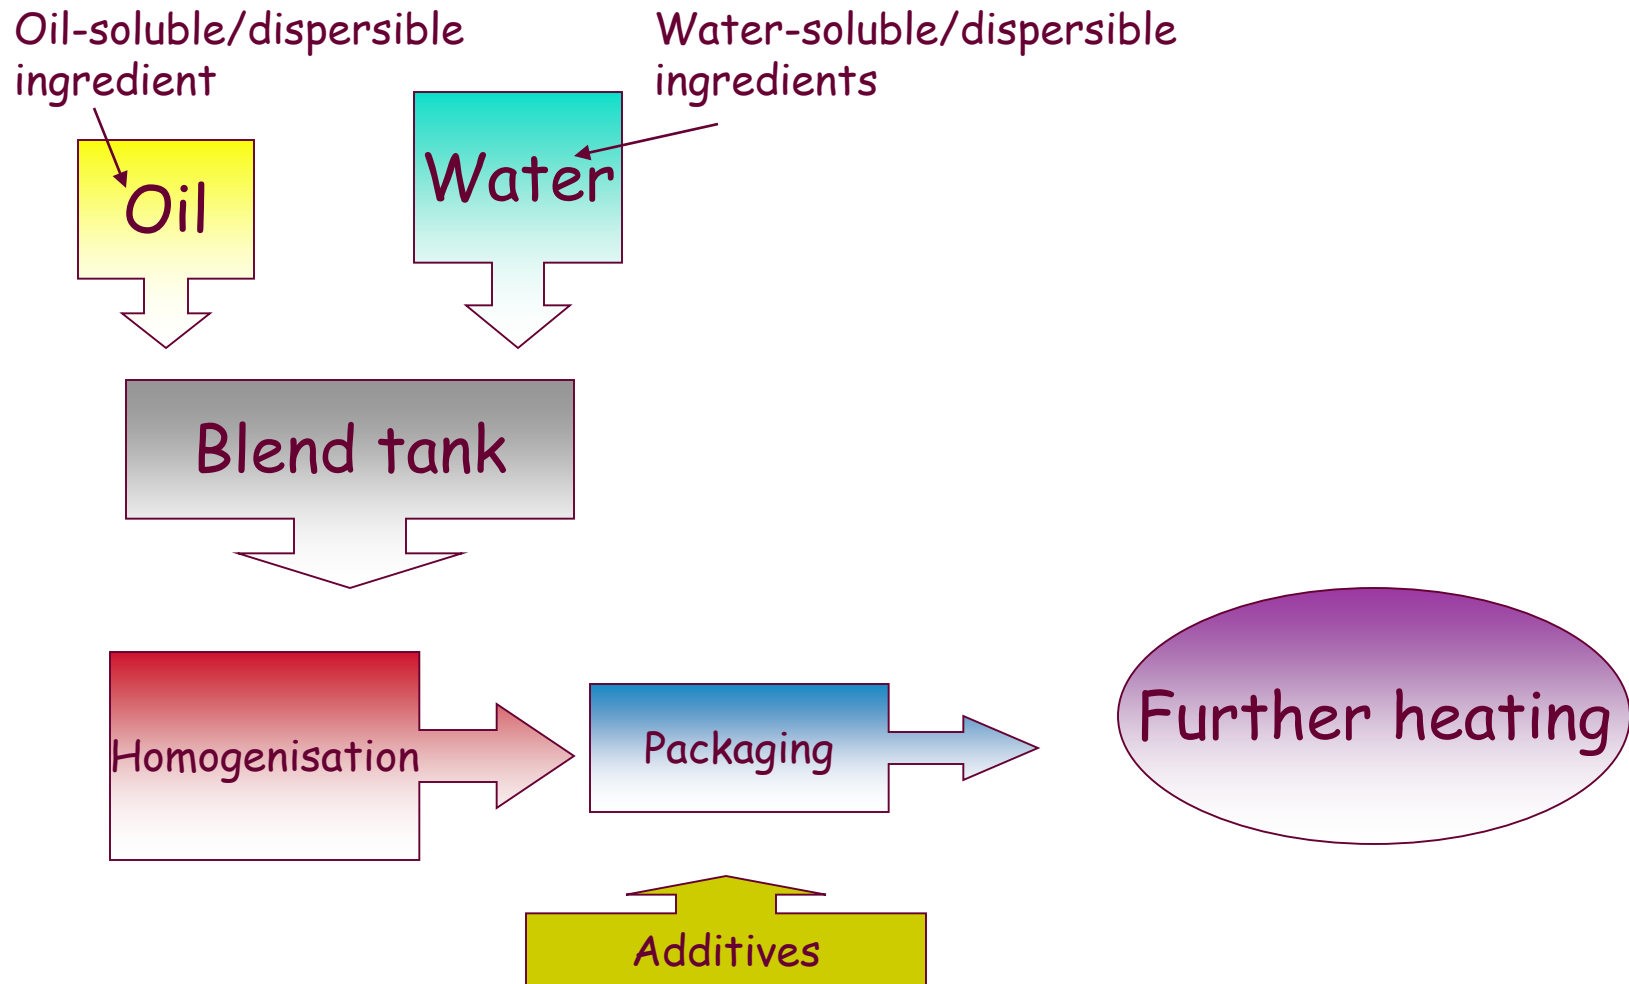 Oil-soluble/dispersible
ingredient
Water-soluble/dispersible
ingredients
Oil
Water
Blend tank
Homogenisation
Packaging
Further heating
Additives